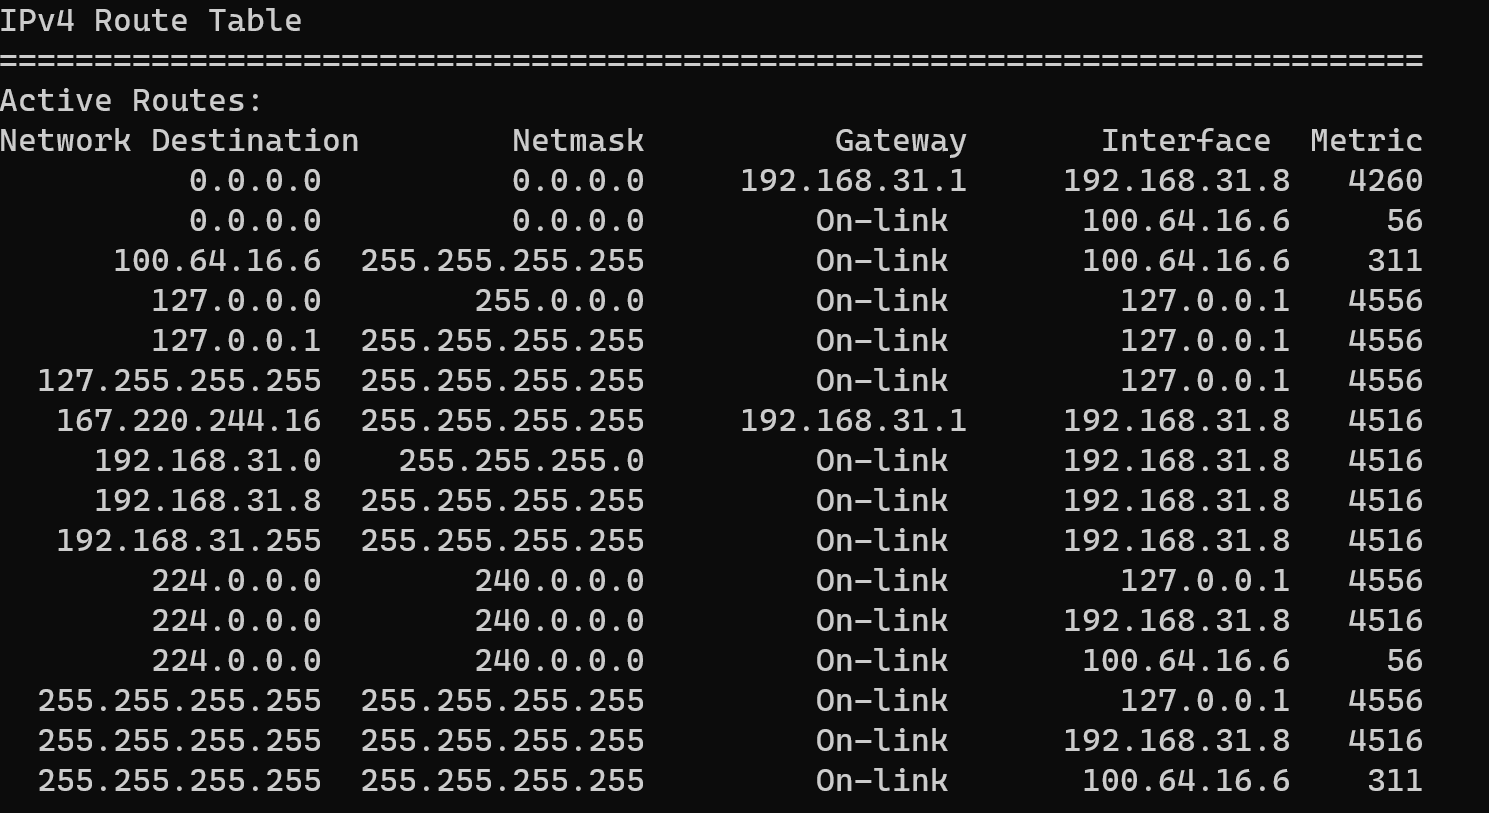 IPv4 Route Table
===========================================================================
Active Routes:
Network Destination        Netmask          Gateway       Interface  Metric
          0.0.0.0          0.0.0.0     192.168.31.1     192.168.31.8   4260
          0.0.0.0          0.0.0.0         On-link       100.64.16.6     56
      100.64.16.6  255.255.255.255         On-link       100.64.16.6    311
        127.0.0.0        255.0.0.0         On-link         127.0.0.1   4556
        127.0.0.1  255.255.255.255         On-link         127.0.0.1   4556
  127.255.255.255  255.255.255.255         On-link         127.0.0.1   4556
   167.220.244.16  255.255.255.255     192.168.31.1     192.168.31.8   4516
     192.168.31.0    255.255.255.0         On-link      192.168.31.8   4516
     192.168.31.8  255.255.255.255         On-link      192.168.31.8   4516
   192.168.31.255  255.255.255.255         On-link      192.168.31.8   4516
        224.0.0.0        240.0.0.0         On-link         127.0.0.1   4556
        224.0.0.0        240.0.0.0         On-link      192.168.31.8   4516
        224.0.0.0        240.0.0.0         On-link       100.64.16.6     56
  255.255.255.255  255.255.255.255         On-link         127.0.0.1   4556
  255.255.255.255  255.255.255.255         On-link      192.168.31.8   4516
  255.255.255.255  255.255.255.255         On-link       100.64.16.6    311